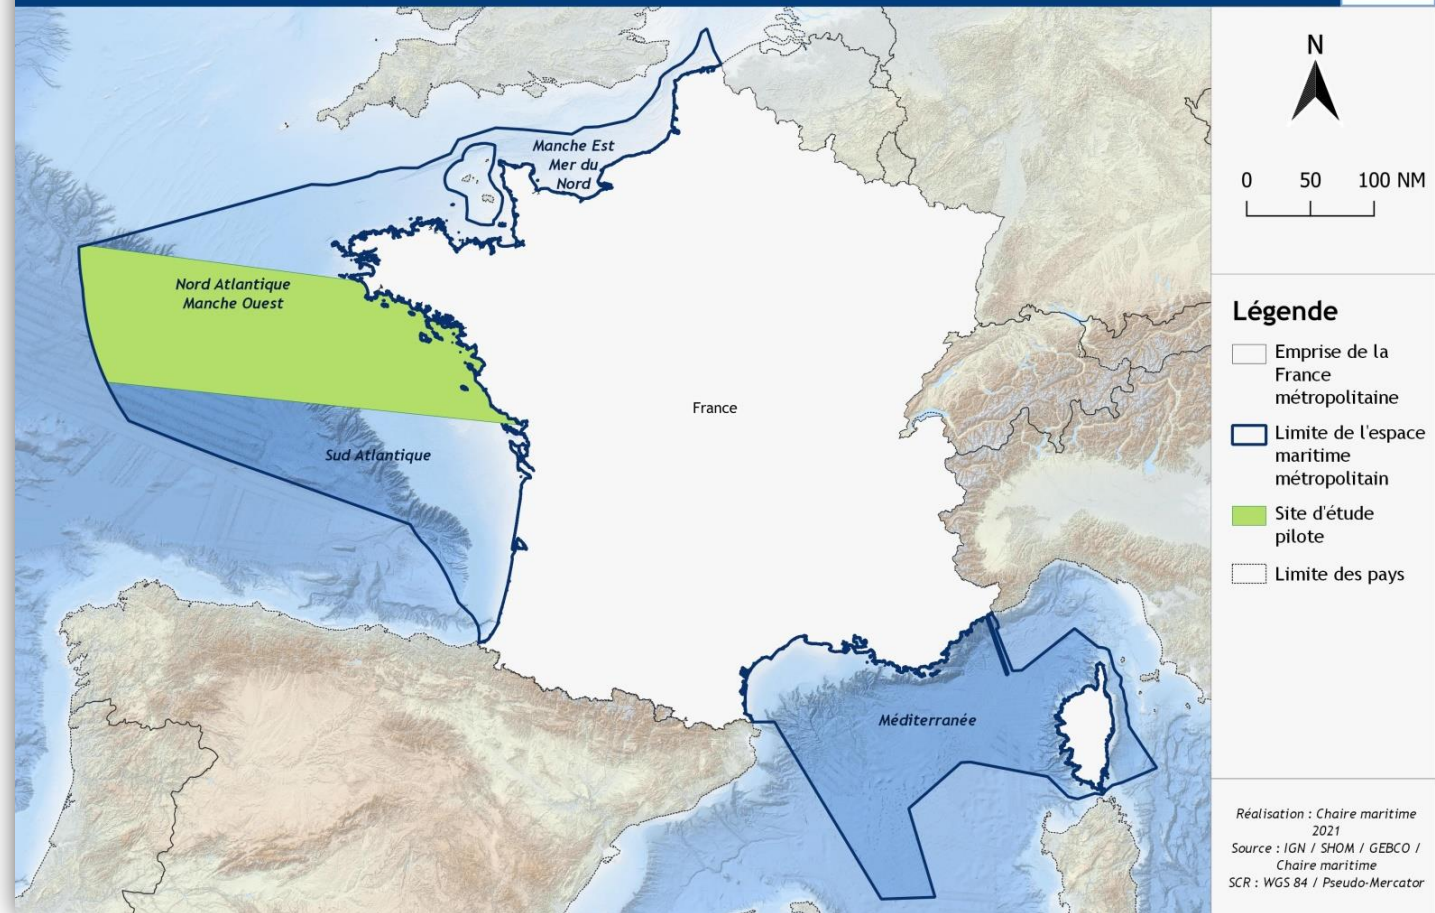 Manche Est
Mer du
Nord
Nord Atlantique
Manche Ouest
France
Sud Atlantique
Méditerranée
N
0 50 100 NM
Légende
Emprise de la
France
métropolitaine
Limite de l'espace
maritime
métropolitain
Site d'étude
pilote
Limite des pays
Réalisation : Chaire maritime
2021
Source : IGN / SHOM / GEBCO /
Chaire maritime
SCR : WGS 84 / Pseudo-Mercator